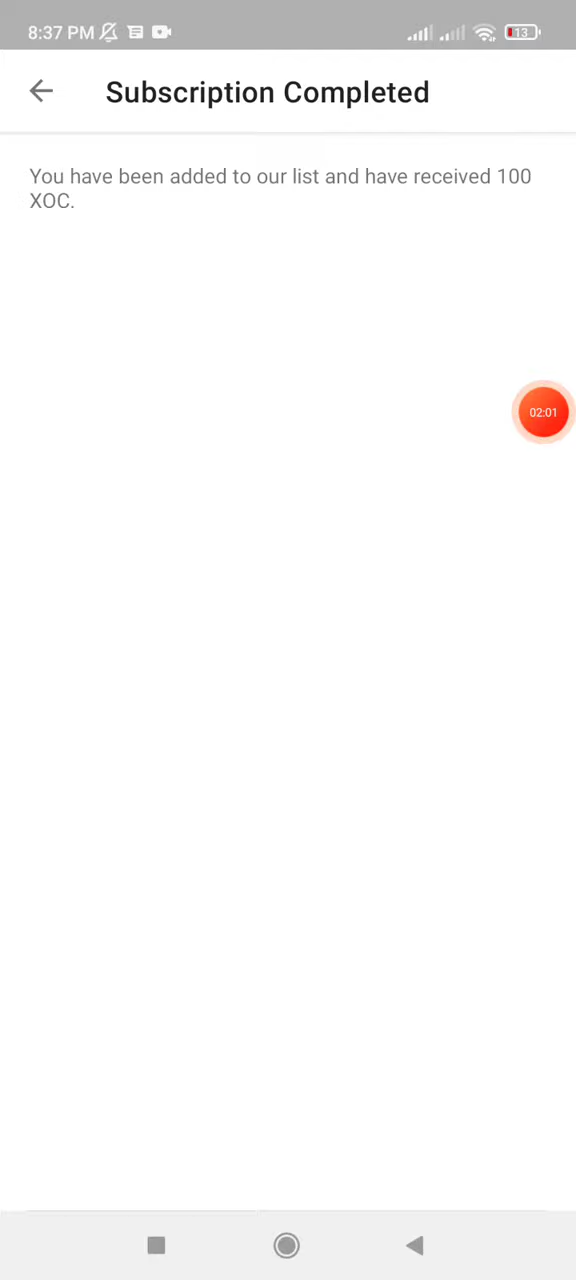 8:37 PM
13
Subscription Completed
You have been added to our list and have received 100
XOC.
02:01